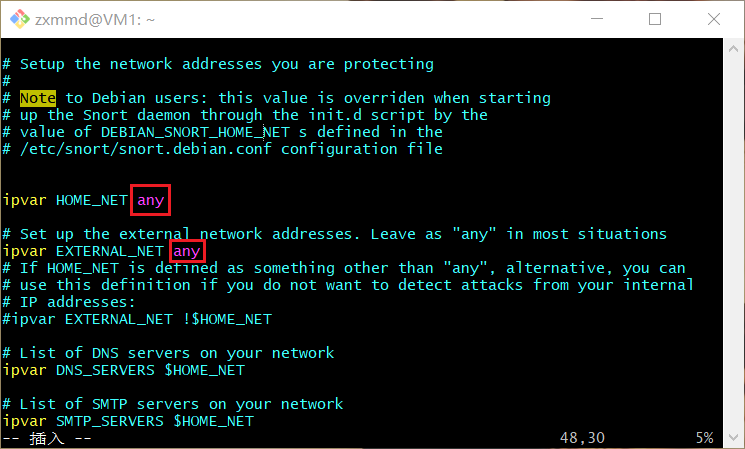 zxmmd@VM1: ~
# Setup the network addresses you are protecting
#
# Note to Debian users: this value is overriden when starting
# up the Snort daemon through the init.d script by the
# value of DEBIAN_SNORT_HOME_NET s defined in the
# /etc/snort/snort.debian.conf configuration file
ipvar HOME_NET any
# Set up the external network addresses. Leave as "any" in most situations
ipvar EXTERNAL_NET any
# If HOME_NET is defined as something other than "any", alternative, you can
# use this definition if you do not want to detect attacks from your internal
# IP addresses:
#ipvar EXTERNAL_NET !$HOME_NET
# List of DNS servers on your network
ipvar DNS_SERVERS $HOME_NET
# List of SMTP servers on your network
ipvar SMTP_SERVERS $HOME_NET
-- 插入 -- 48,30 5%